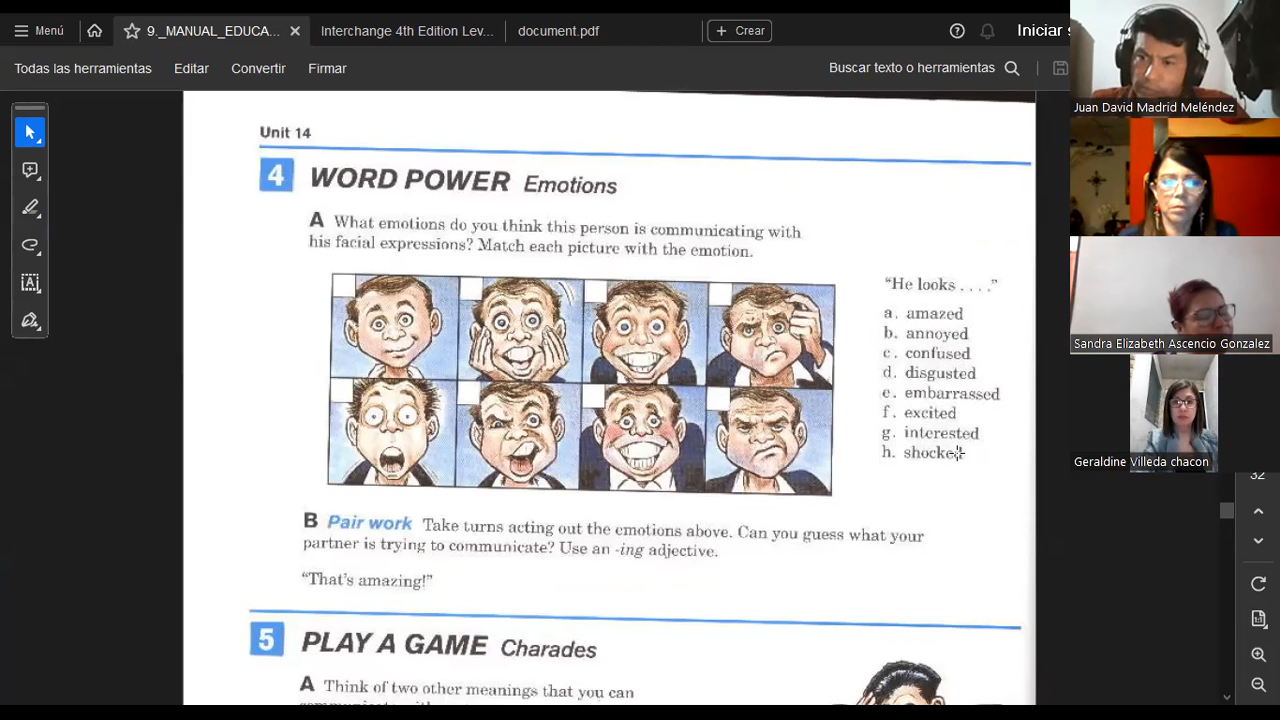 Menú
9._MANUAL_EDUCA...
Interchange 4th Edition Lev...
document.pdf
Crear
Iniciar s
Todas las herramientas
Editar
Convertir
Firmar
Buscar texto o herramientas
Juan David Madrid Meléndez
Sandra Elizabeth Ascencio Gonzalez
Geraldine Villeda chacon
Unit 14
4 WORD POWER Emotions
A What emotions do you think this person is communicating with
his facial expressions? Match each picture with the emotion.
"He looks . . . ."
a. amazed
b. annoyed
c. confused
d. disgusted
e. embarrassed
f. excited
g. interested
h. shocke
B Pair work Take turns acting out the emotions above. Can you guess what your
partner is trying to communicate? Use an -ing adjective.
"That's amazing!"
5 PLAY A GAME Charades
A Think of two other meanings that you can
32